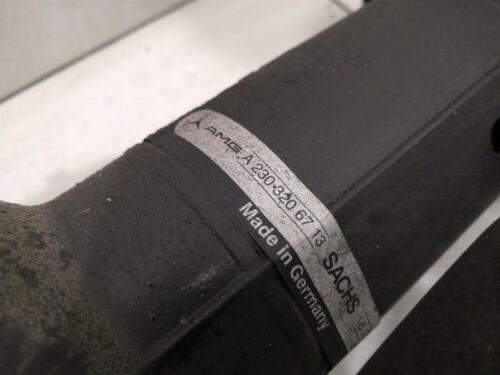 AMG A 230-320 67 13 SACHS
Made in Germany